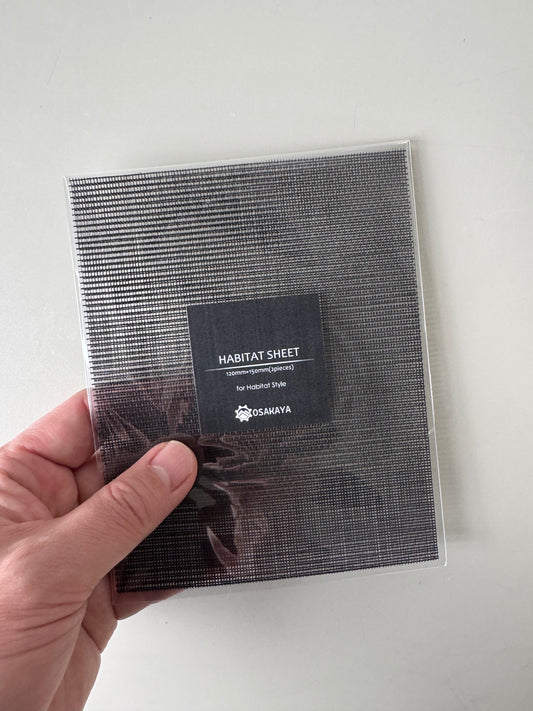 HABITAT SHEET
120mm×150mm(2pieces)
for Habitat Style
OSAKAYA